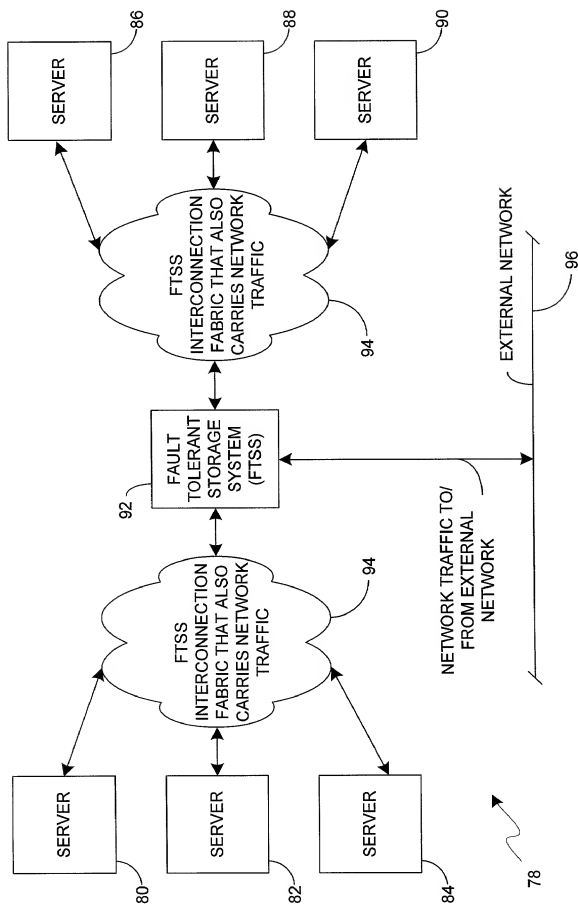 SERVER
80
SERVER
82
SERVER
84
FTSS
INTERCONNECTION
FABRIC THAT ALSO
CARRIES NETWORK
TRAFFIC
94
92
FAULT
TOLERANT
STORAGE
SYSTEM
(FTSS)
FTSS
INTERCONNECTION
FABRIC THAT ALSO
CARRIES NETWORK
TRAFFIC
94
SERVER
86
SERVER
88
SERVER
90
NETWORK TRAFFIC TO/
FROM EXTERNAL
NETWORK
EXTERNAL NETWORK
96
78